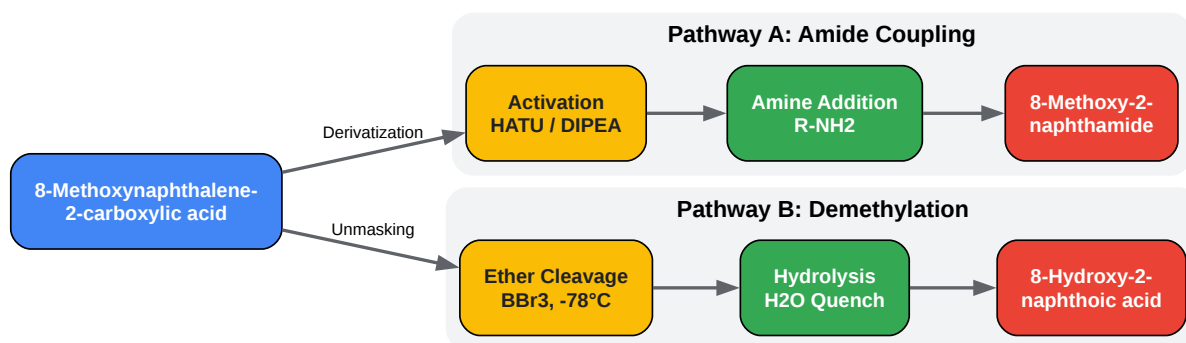 Pathway A: Amide Coupling
Activation
HATU / DIPEA
Amine Addition
R-NH2
8-Methoxy-2-
naphthamide
Derivatization
8-Methoxynaphthalene-
2-carboxylic acid
Unmasking
Pathway B: Demethylation
Ether Cleavage
BBr3, -78°C
Hydrolysis
H2O Quench
8-Hydroxy-2-
naphthoic acid